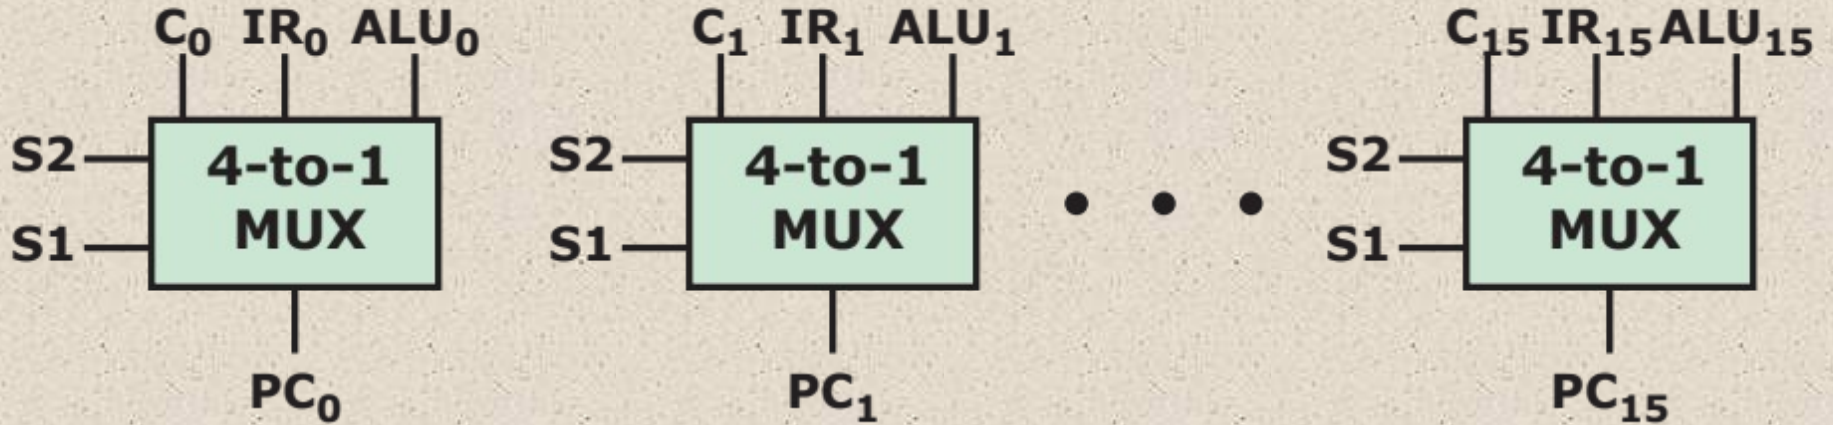 C₀ IR₀ ALU₀ C₁ IR₁ ALU₁ C₁₅ IR₁₅ ALU₁₅
S2 4-to-1 S2 4-to-1 S2 4-to-1
S1 MUX S1 MUX • • • S1 MUX
PC₀ PC₁ PC₁₅